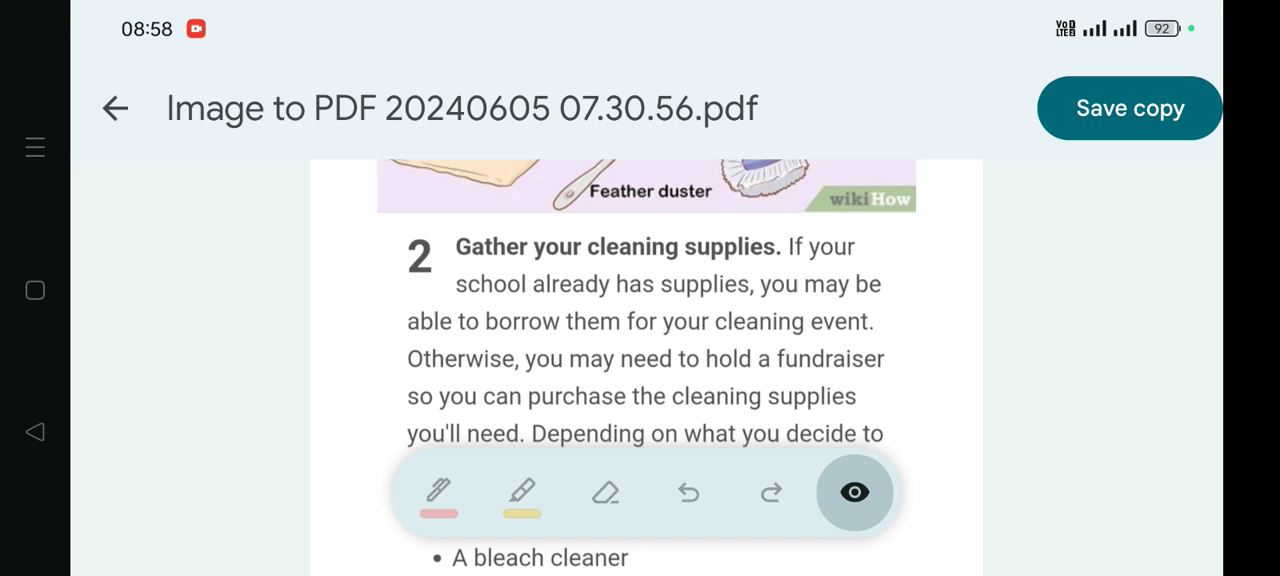 08:58
Vo LTE 92
Image to PDF 20240605 07.30.56.pdf
Save copy
Feather duster
wikiHow
2 Gather your cleaning supplies. If your
school already has supplies, you may be
able to borrow them for your cleaning event.
Otherwise, you may need to hold a fundraiser
so you can purchase the cleaning supplies
you'll need. Depending on what you decide to
• A bleach cleaner